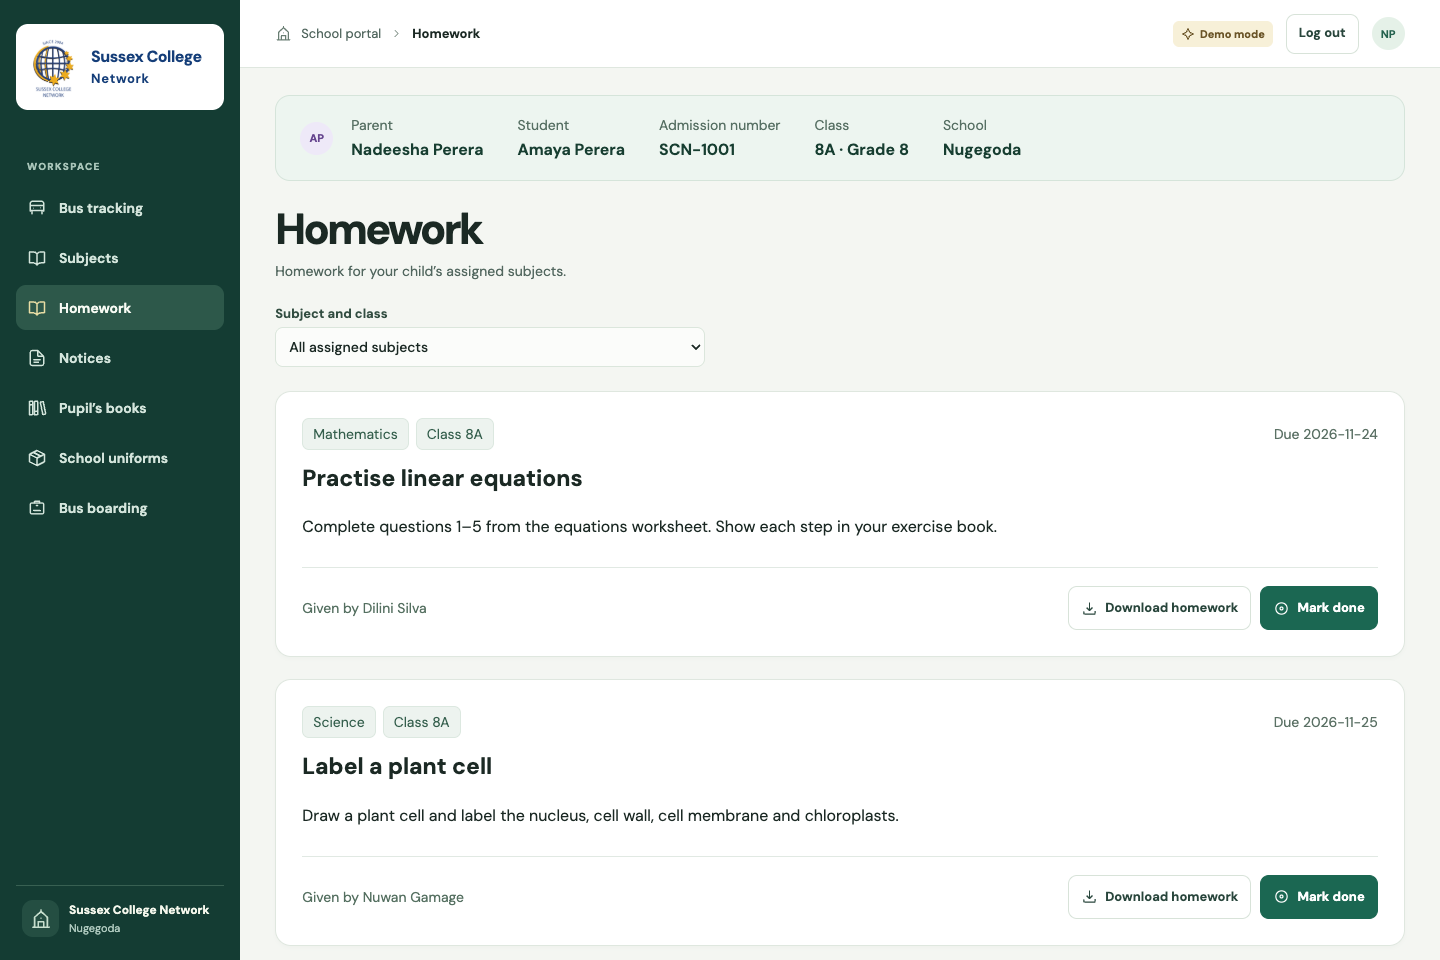 SUSSEX COLLEGE
NETWORK
Sussex College
Network
WORKSPACE
Bus tracking
Subjects
Homework
Notices
Pupil’s books
School uniforms
Bus boarding
Sussex College Network
Nugegoda
School portal
Homework
Demo mode
Log out
NP
AP
Parent
Nadeesha Perera
Student
Amaya Perera
Admission number
SCN-1001
Class
8A · Grade 8
School
Nugegoda
Homework
Homework for your child’s assigned subjects.
Subject and class
All assigned subjects
Mathematics
Class 8A
Due 2026-11-24
Practise linear equations
Complete questions 1–5 from the equations worksheet. Show each step in your exercise book.
Given by Dilini Silva
Download homework
Mark done
Science
Class 8A
Due 2026-11-25
Label a plant cell
Draw a plant cell and label the nucleus, cell wall, cell membrane and chloroplasts.
Given by Nuwan Gamage
Download homework
Mark done